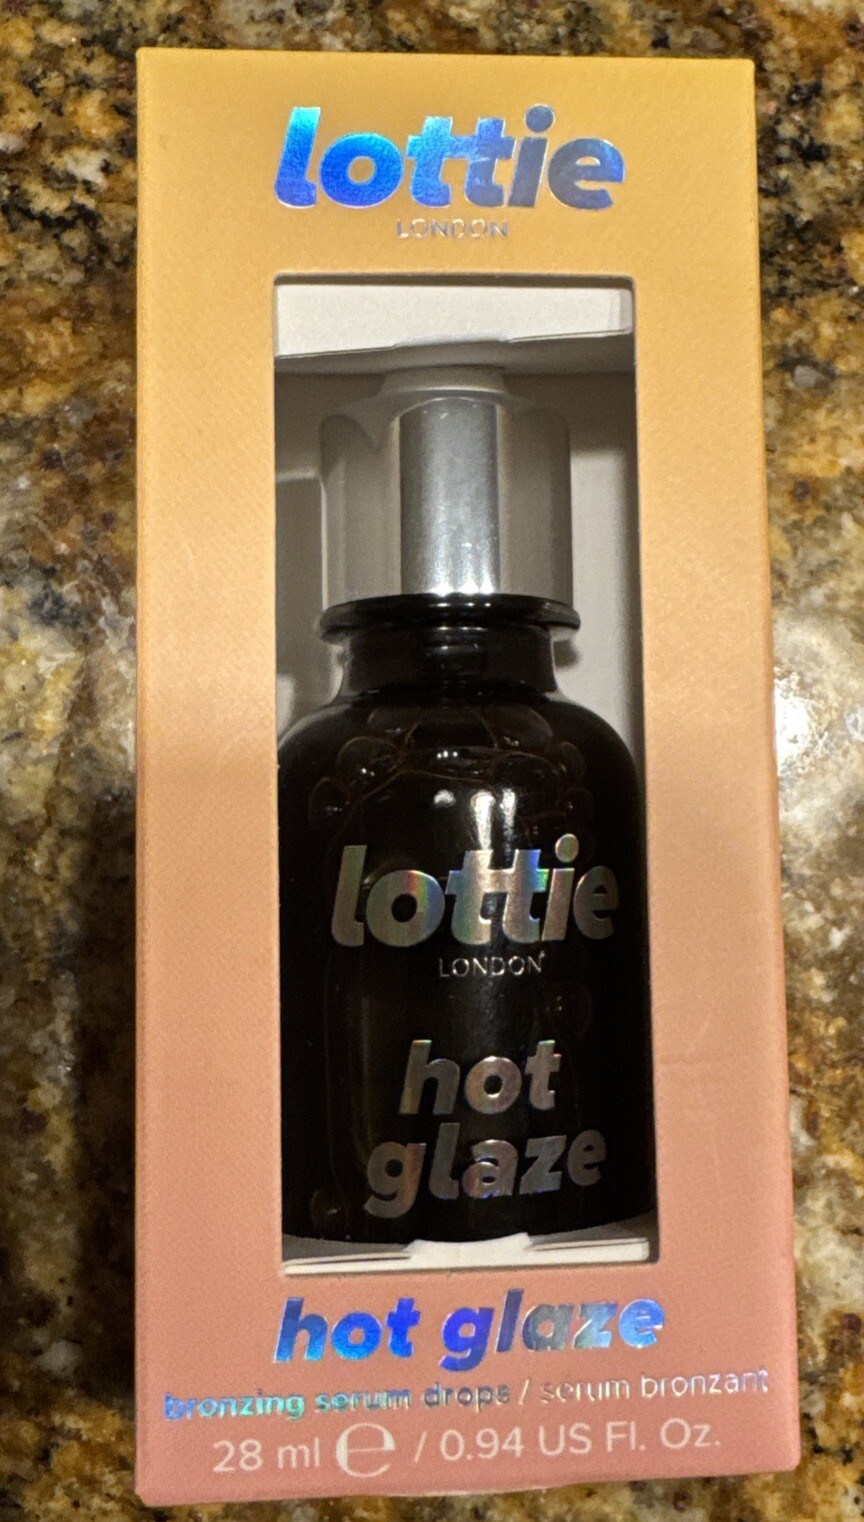 lottie
LONDON
lottie
LONDON
hot
glaze
hot glaze
bronzing serum drops / serum bronzant
28 ml e / 0.94 US Fl. Oz.